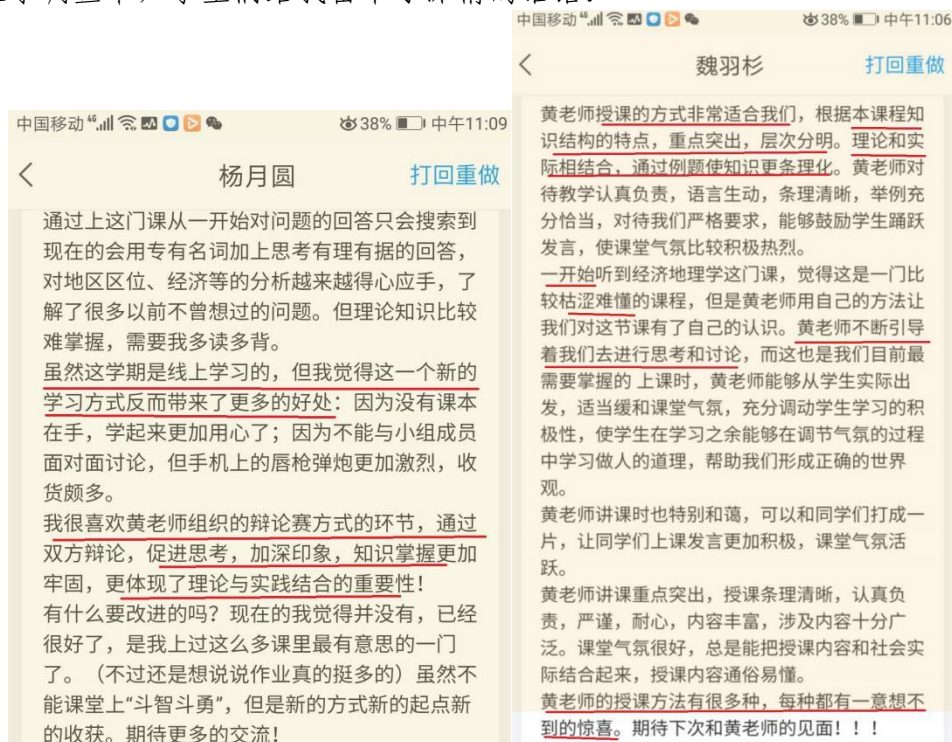 中国移动 4G 38% 中午11:09
杨月圆 打回重做
通过上这门课从一开始对问题的回答只会搜索到
现在的会用专有名词加上思考有理有据的回答，
对地区区位、经济等的分析越来越得心应手，了
解了很多以前不曾想过的问题。但理论知识比较
难掌握，需要我多读多背。
虽然这学期是线上学习的，但我觉得这一个新的
学习方式反而带来了更多的好处：因为没有课本
在手，学起来更加用心了；因为不能与小组成员
面对面讨论，但手机上的唇枪弹炮更加激烈，收
货颇多。
我很喜欢黄老师组织的辩论赛方式的环节，通过
双方辩论，促进思考，加深印象，知识掌握更加
牢固，更体现了理论与实践结合的重要性！
有什么要改进的吗？现在的我觉得并没有，已经
很好了，是我上过这么多课里最有意思的一门
了。（不过还是想说说作业真的挺多的）虽然不
能课堂上“斗智斗勇”，但是新的方式新的起点新
的收获。期待更多的交流！
中国移动 4G 38% 中午11:06
魏羽杉 打回重做
黄老师授课的方式非常适合我们，根据本课程知
识结构的特点，重点突出，层次分明。理论和实
际相结合，通过例题使知识更条理化。黄老师对
待教学认真负责，语言生动，条理清晰，举例充
分恰当，对待我们严格要求，能够鼓励学生踊跃
发言，使课堂气氛比较积极热烈。
一开始听到经济地理学这门课，觉得这是一门比
较枯涩难懂的课程，但是黄老师用自己的方法让
我们对这节课有了自己的认识。黄老师不断引导
着我们去进行思考和讨论，而这也是我们目前最
需要掌握的 上课时，黄老师能够从学生实际出
发，适当缓和课堂气氛，充分调动学生学习的积
极性，使学生在学习之余能够在调节气氛的过程
中学习做人的道理，帮助我们形成正确的世界
观。
黄老师讲课时也特别和蔼，可以和同学们打成一
片，让同学们上课发言更加积极，课堂气氛活
跃。
黄老师讲课重点突出，授课条理清晰，认真负
责，严谨，耐心，内容丰富，涉及内容十分广
泛。课堂气氛很好，总是能把授课内容和社会实
际结合起来，授课内容通俗易懂。
黄老师的授课方法有很多种，每种都有一意想不
到的惊喜。期待下次和黄老师的见面！！！